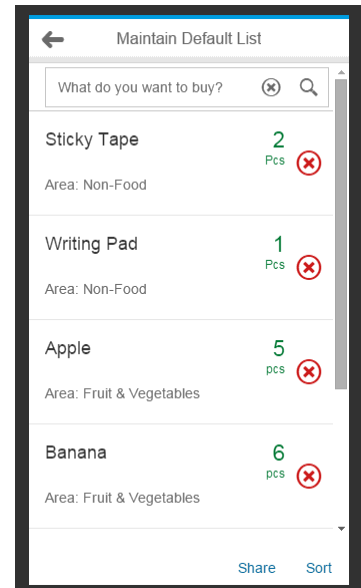 Maintain Default List
What do you want to buy?
Sticky Tape 2
Pcs
Area: Non-Food
Writing Pad 1
Pcs
Area: Non-Food
Apple 5
pcs
Area: Fruit & Vegetables
Banana 6
pcs
Area: Fruit & Vegetables
Share Sort